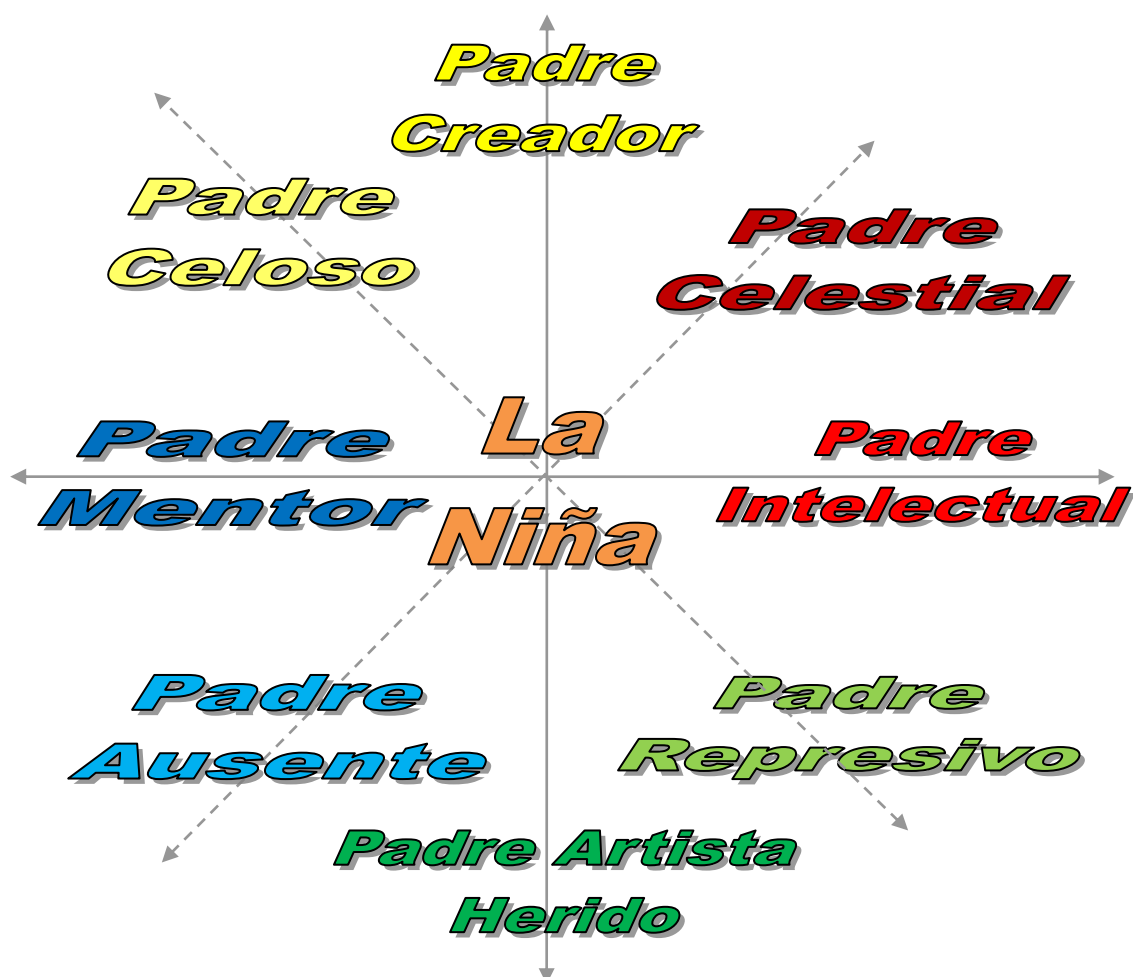 Padre
Creador
Padre
Celoso
Padre
Celestial
La
Niña
Padre
Mentor
Padre
Intelectual
Padre
Ausente
Padre
Represivo
Padre Artista
Herido